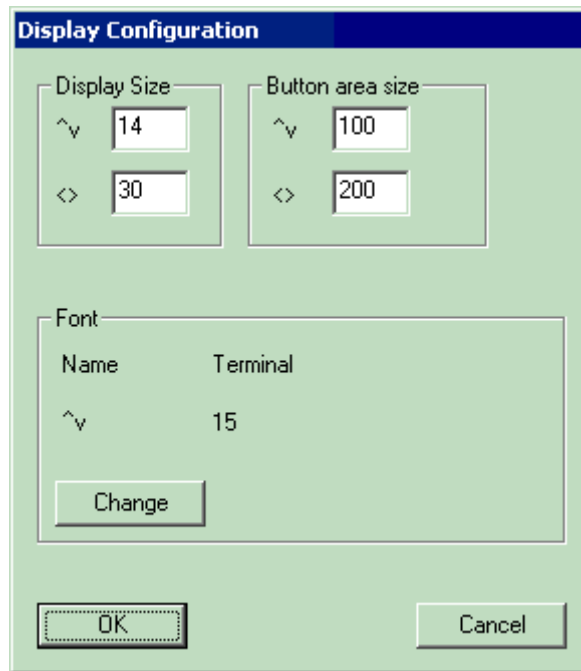 Display Configuration
Display Size Button area size
^v 14 ^v 100
<> 30 <> 200
Font
Name Terminal
^v 15
Change
OK Cancel